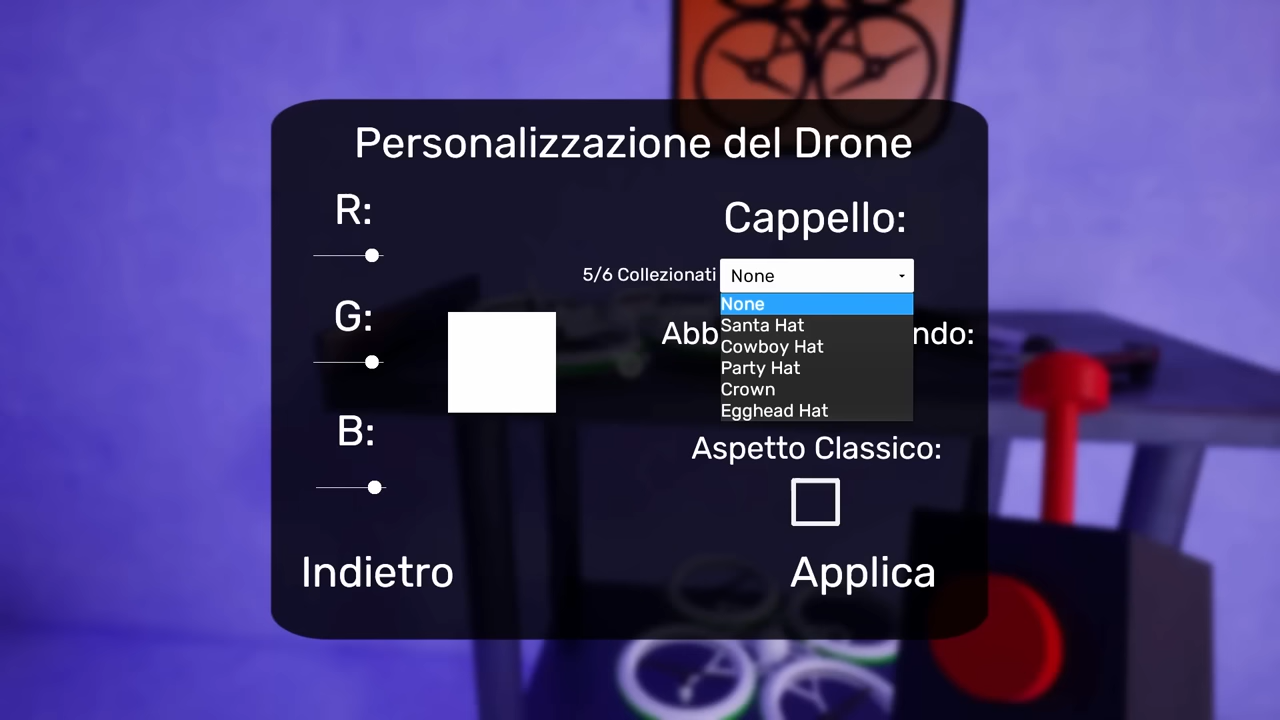 Personalizzazione del Drone
R:
G:
B:
Cappello:
5/6 Collezionati
None
None
Santa Hat
Cowboy Hat
Party Hat
Crown
Egghead Hat
Aspetto Classico:
Indietro
Applica